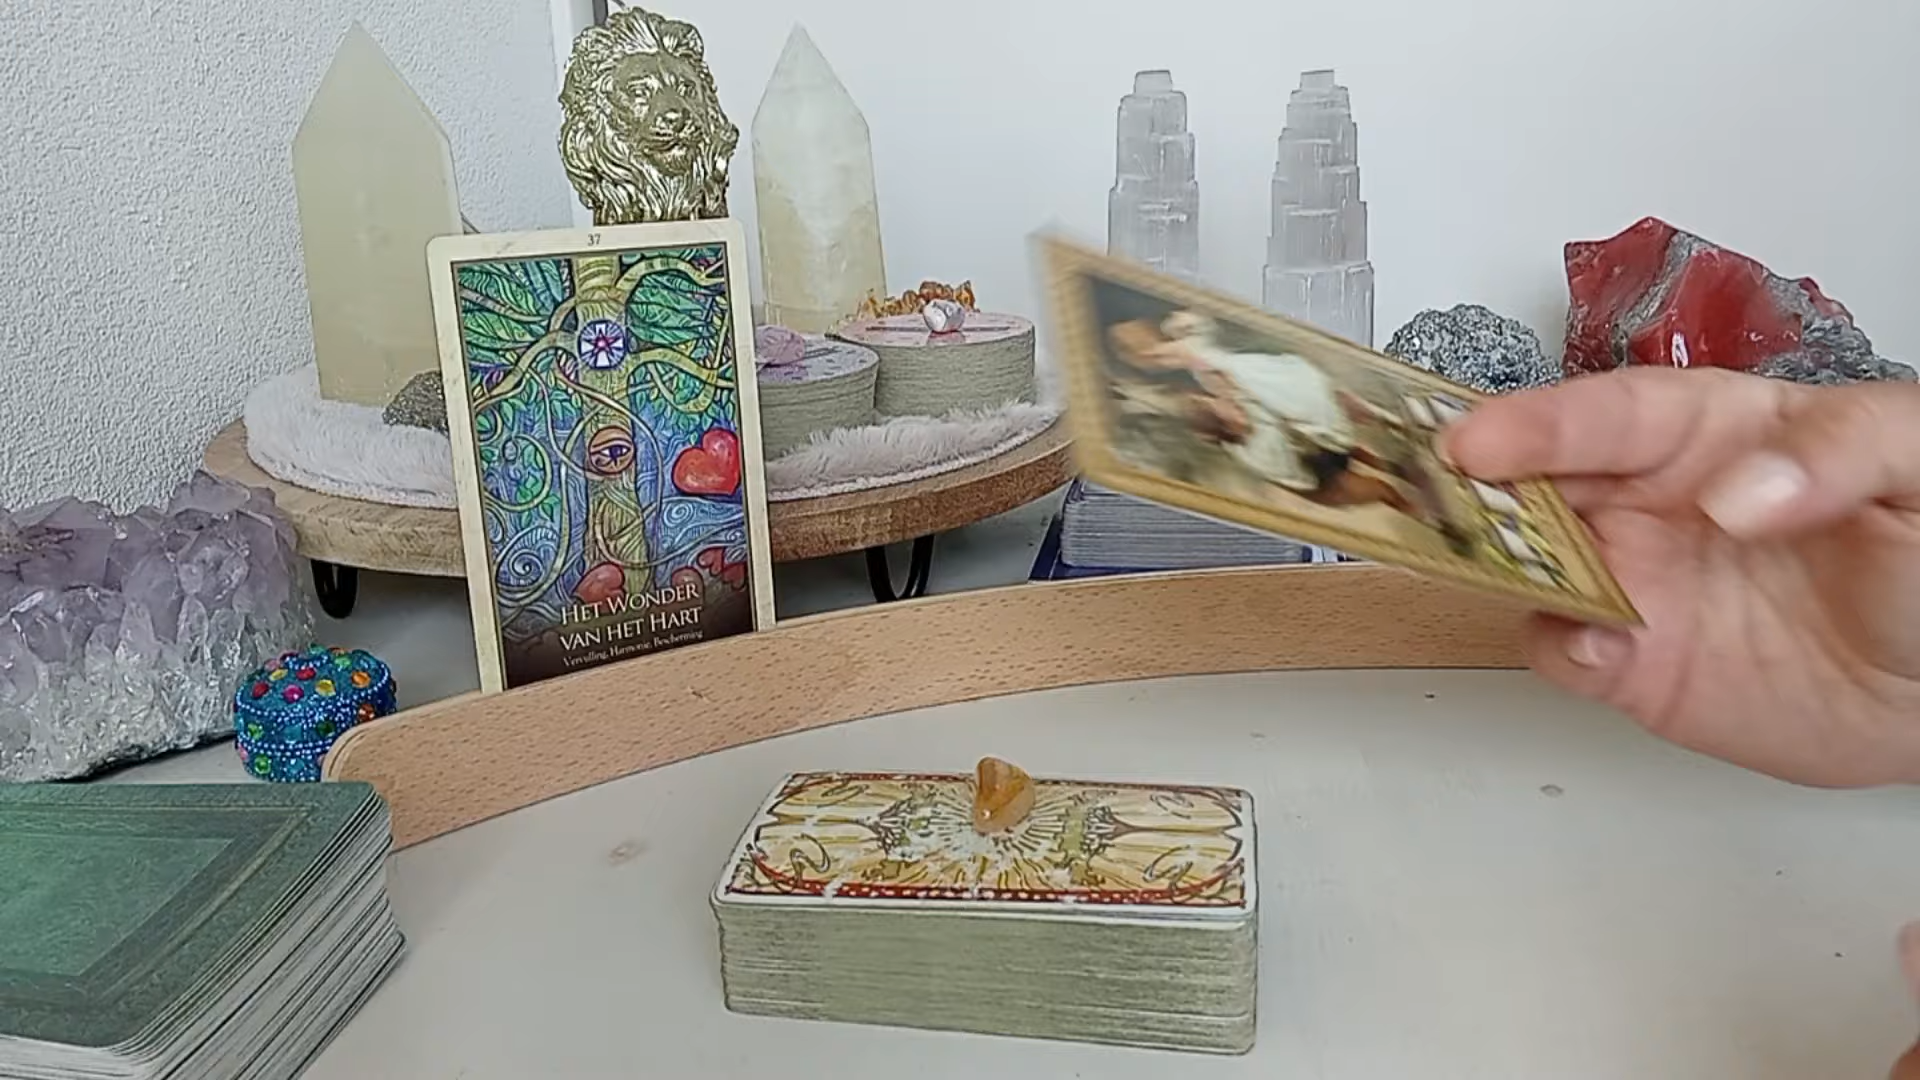 37
HET WONDER
VAN HET HART
Vervulling, Harmonie, Bescherming